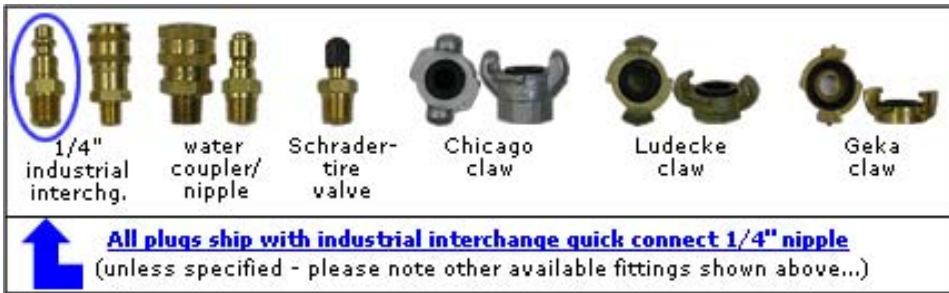 1/4"
industrial
interchg.
water
coupler/
nipple
Schrader-
tire
valve
Chicago
claw
Ludecke
claw
Geka
claw
All plugs ship with industrial interchange quick connect 1/4" nipple
(unless specified - please note other available fittings shown above...)